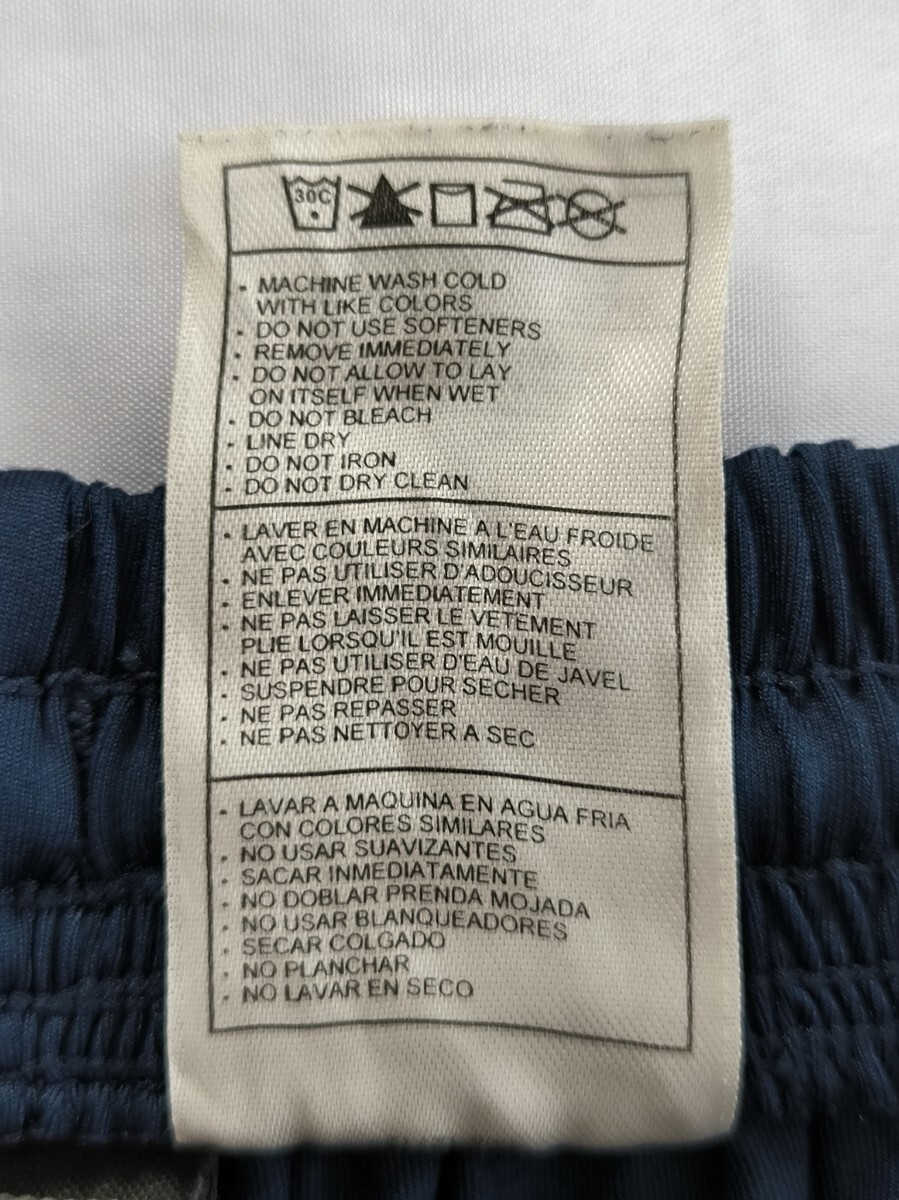 30C
- MACHINE WASH COLD
WITH LIKE COLORS
- DO NOT USE SOFTENERS
- REMOVE IMMEDIATELY
- DO NOT ALLOW TO LAY
ON ITSELF WHEN WET
- DO NOT BLEACH
- LINE DRY
- DO NOT IRON
- DO NOT DRY CLEAN
- LAVER EN MACHINE A L'EAU FROIDE
AVEC COULEURS SIMILAIRES
- NE PAS UTILISER D'ADOUCISSEUR
- ENLEVER IMMEDIATEMENT
- NE PAS LAISSER LE VETEMENT
PLIE LORSQU'IL EST MOUILLE
- NE PAS UTILISER D'EAU DE JAVEL
- SUSPENDRE POUR SECHER
- NE PAS REPASSER
- NE PAS NETTOYER A SEC
- LAVAR A MAQUINA EN AGUA FRIA
CON COLORES SIMILARES
- NO USAR SUAVIZANTES
- SACAR INMEDIATAMENTE
- NO DOBLAR PRENDA MOJADA
- NO USAR BLANQUEADORES
- SECAR COLGADO
- NO PLANCHAR
- NO LAVAR EN SECO